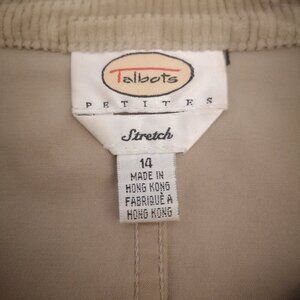 Talbots
PETITES
Stretch
14
MADE IN
HONG KONG
FABRIQUÉ A
HONG KONG